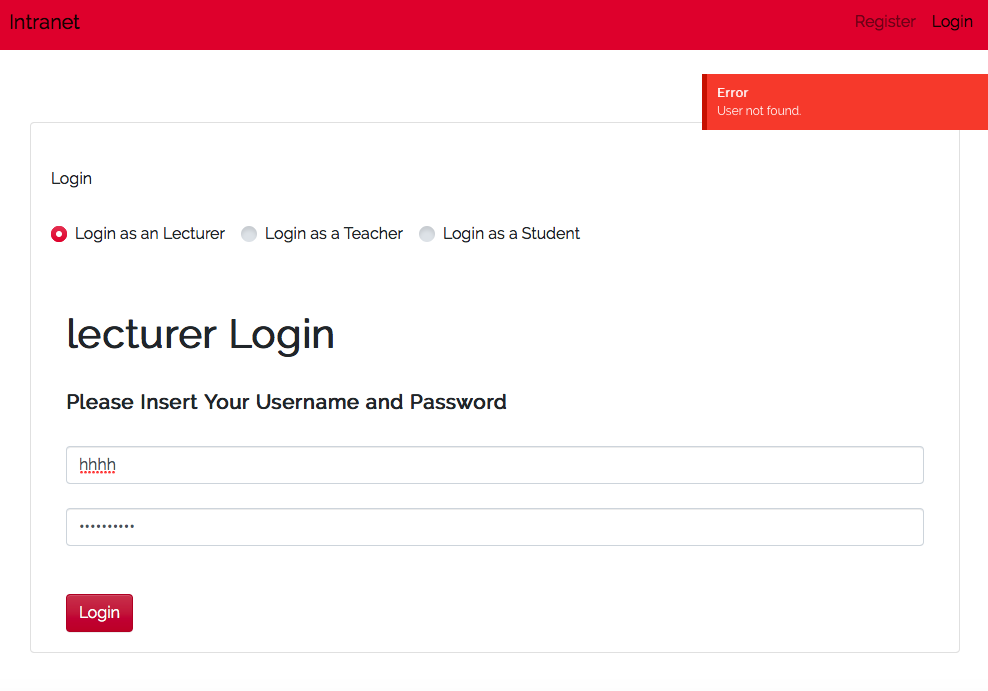 Intranet
Register Login
Error
User not found.
Login
Login as an Lecturer Login as a Teacher Login as a Student
lecturer Login
Please Insert Your Username and Password
hhhh
••••••••••
Login